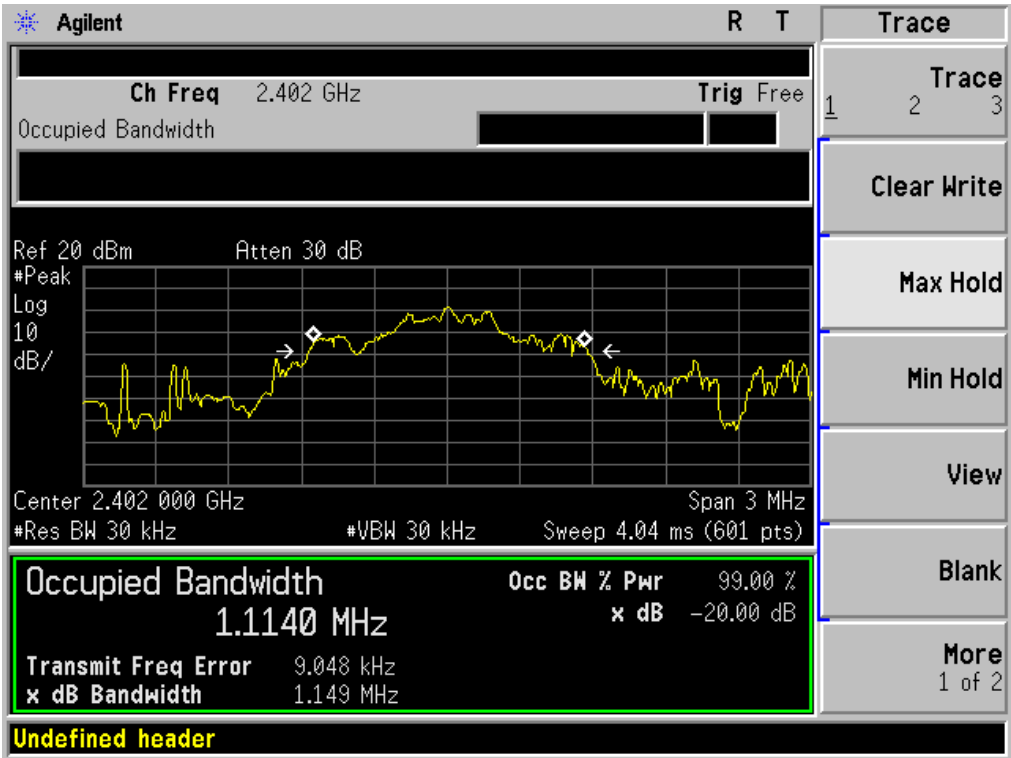 Agilent R T Trace
Ch Freq 2.402 GHz Trig Free
Occupied Bandwidth
Trace
1 2 3
Clear Write
Max Hold
Min Hold
View
Blank
More
1 of 2
Ref 20 dBm Atten 30 dB
#Peak
Log
10
dB/
Center 2.402 000 GHz Span 3 MHz
#Res BW 30 kHz #VBW 30 kHz Sweep 4.04 ms (601 pts)
Occupied Bandwidth Occ BW % Pwr 99.00 %
1.1140 MHz x dB -20.00 dB
Transmit Freq Error 9.048 kHz
x dB Bandwidth 1.149 MHz
Undefined header